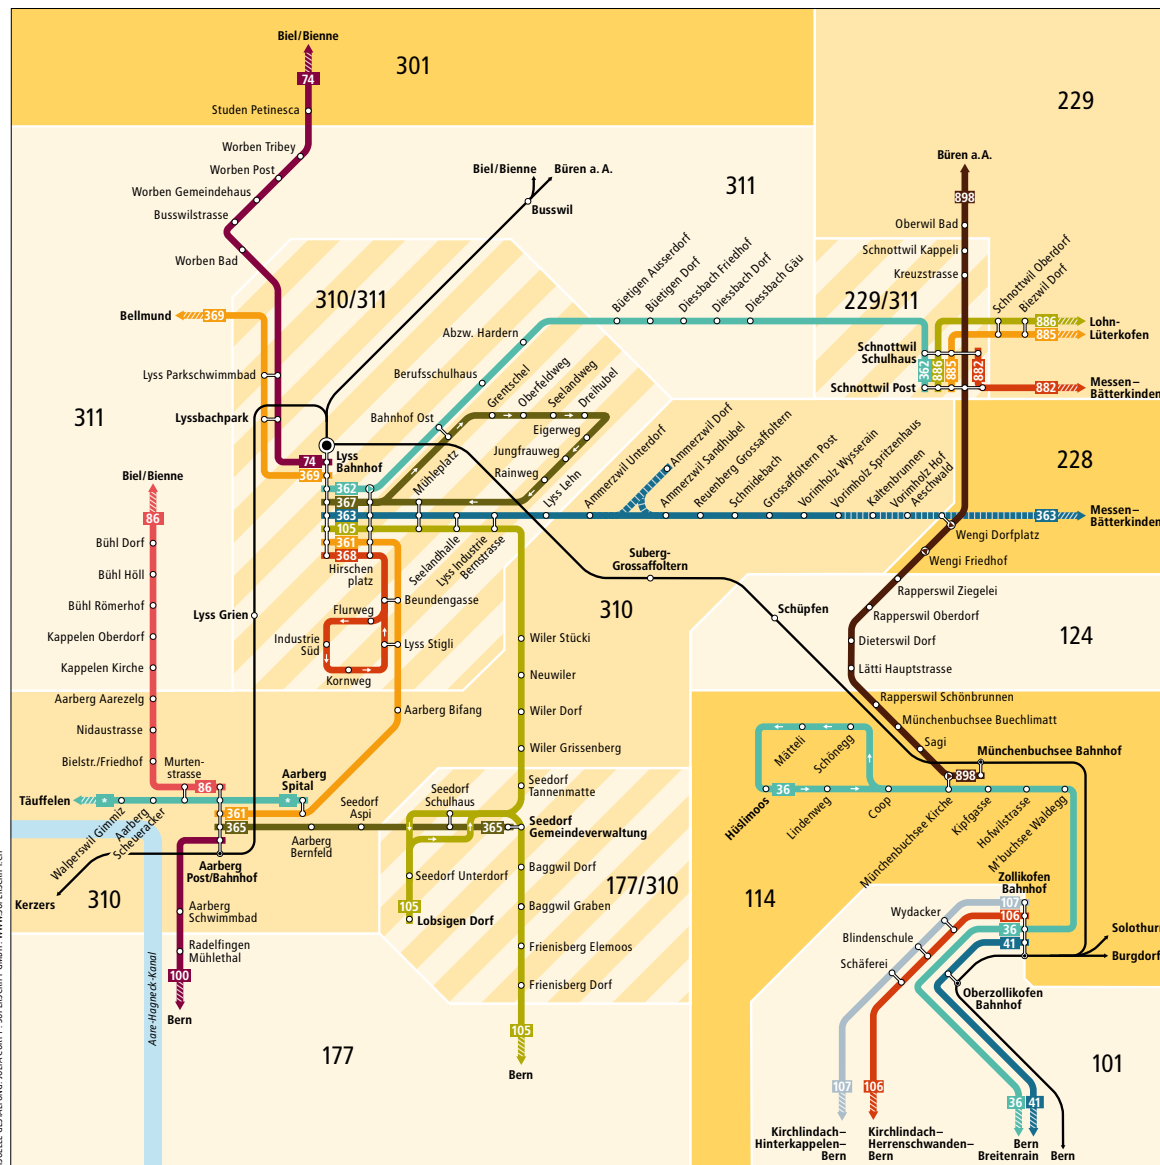 Biel/Bienne
301
74
229
Studen Petinesca
Worben Tribey
Büren a.A.
Worben Post
Biel/Bienne
Büren a. A.
311
Worben Gemeindehaus
898
Busswil
Busswilstrasse
Oberwil Bad
Worben Bad
Schnottwil Kappeli
Kreuzstrasse
Büetigen Ausserdorf
Büetigen Dorf
Diessbach Friedhof
Diessbach Dorf
Diessbach Gäu
Schnottwil Oberdorf
Biezwil Dorf
310/311
229/311
Bellmund
369
886
Lohn–
885
Lüterkofen
Abzw. Hardern
Schnottwil
Schulhaus
362
886
885
882
Lyss Parkschwimmbad
Berufsschulhaus
Grentschel
Oberfeldweg
Seelandweg
Dreihubel
Schnottwil Post
882
Messen–
Bätterkinden
311
Lyssbachpark
Bahnhof Ost
Eigerweg
Jungfrauweg
Rainweg
Lyss Lehn
Mühleplatz
Ammerzwil Unterdorf
Ammerzwil Dorf
Ammerzwil Sandhubel
Reuenberg Grossaffoltern
Schmidebach
Grossaffoltern Post
Vorimholz Wysserain
Vorimholz Spritzenhaus
Kaltenbrunnen
Vorimholz Hof
Aeschwald
228
Lyss
Bahnhof
74
369
Biel/Bienne
362
367
363
363
Messen–
Bätterkinden
86
105
Wengi Dorfplatz
Bühl Dorf
361
368
Seelandhalle
Lyss Industrie
Bernstrasse
Suberg-
Grossaffoltern
Wengi Friedhof
Hirschen
platz
Bühl Höll
Rapperswil Ziegelei
Bühl Römerhof
Beundengasse
310
Schüpfen
Flurweg
Lyss Grien
Rapperswil Oberdorf
124
Kappelen Oberdorf
Industrie
Süd
Lyss Stigli
Wiler Stücki
Dieterswil Dorf
Kappelen Kirche
Kornweg
Neuwiler
Lätti Hauptstrasse
Aarberg Aarezelg
Aarberg Bifang
Wiler Dorf
Rapperswil Schönbrunnen
Nidaustrasse
Münchenbuchsee Buechlimatt
Wiler Grissenberg
Mätteli
Schönegg
Sagi
Bielstr./Friedhof
Murten-
strasse
Münchenbuchsee Bahnhof
Aarberg
Spital
Seedorf
Schulhaus
Seedorf
Tannenmatte
898
86
36
Täuffelen
*
*
Walperswil Gimmiz
Aarberg
Scheueräcker
361
365
Seedorf
Aspi
365
Seedorf
Gemeindeverwaltung
Hüslimoos
Lindenweg
Coop
Münchenbuchsee Kirche
Kipfgasse
Hofwilstrasse
M'buchsee Waldegg
Aarberg
Bernfeld
Aarberg
Post/Bahnhof
Seedorf Unterdorf
Baggwil Dorf
177/310
Zollikofen
Bahnhof
310
Kerzers
105
Lobsigen Dorf
Baggwil Graben
114
107
Aarberg
Schwimmbad
Wydacker
106
Blindenschule
36
Solothurn
41
Radelfingen
Mühlethal
Frienisberg Elemoos
Schäferei
Burgdorf
100
Frienisberg Dorf
Oberzollikofen
Bahnhof
Aare-Hagneck-Kanal
Bern
105
177
101
Bern
107
106
36
41
Kirchlindach–
Hinterkappelen–
Bern
Kirchlindach–
Herrenschwanden–
Bern
Bern
Breitenrain
Bern